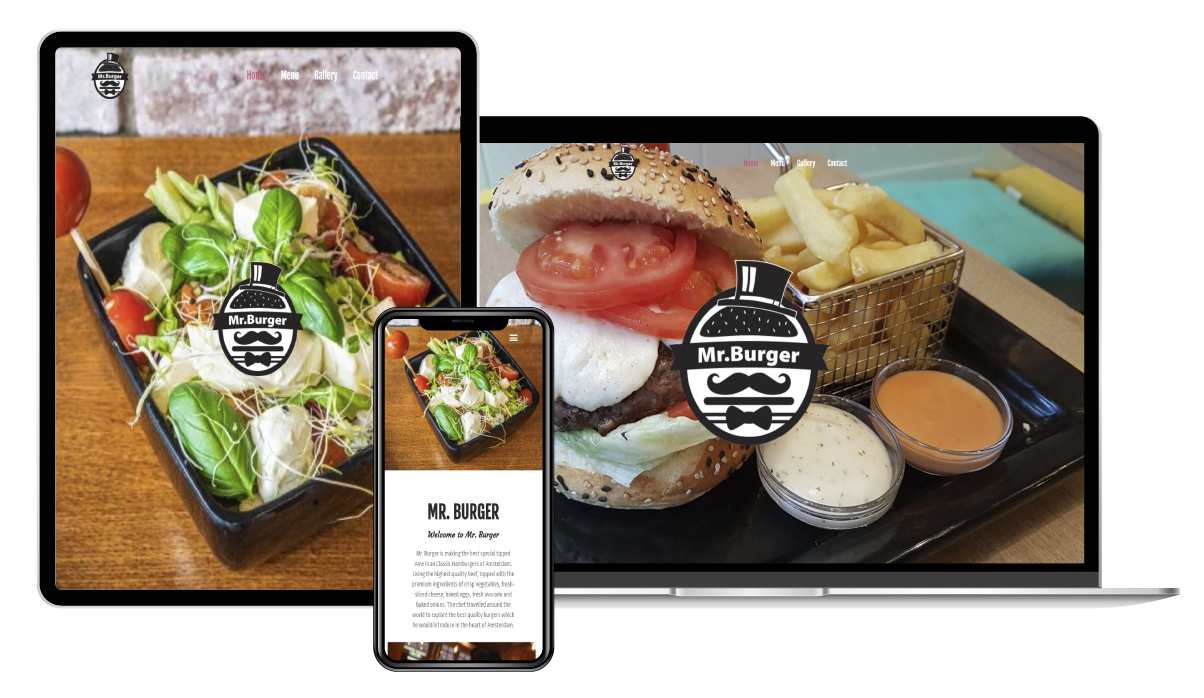 Mr.Burger
Home Menu Gallery Contact
Mr.Burger
Mr.Burger
Home Menu Gallery Contact
Mr.Burger
MR. BURGER
Welcome to Mr. Burger
Mr. Burger is making the best special tipped
American Classic Hamburgers of Amsterdam.
Using the highest quality beef, topped with the
premium ingredients of crisp vegetables, fresh-
sliced cheese, baked eggs, fresh avocado and
baked onions. The chef travelled around the
world to explore the best quality burgers which
he would introduce in the heart of Amsterdam.